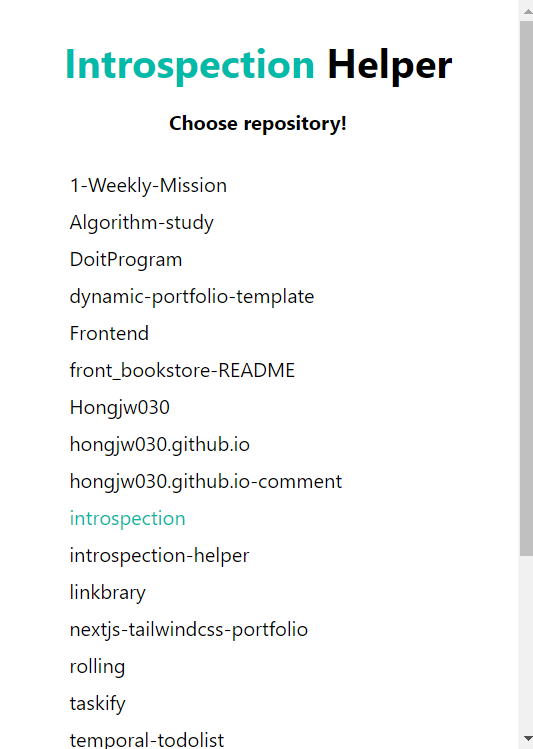 Introspection Helper
Choose repository!
1-Weekly-Mission
Algorithm-study
DoitProgram
dynamic-portfolio-template
Frontend
front_bookstore-README
Hongjw030
hongjw030.github.io
hongjw030.github.io-comment
introspection
introspection-helper
linkbrary
nextjs-tailwindcss-portfolio
rolling
taskify
temporal-todolist